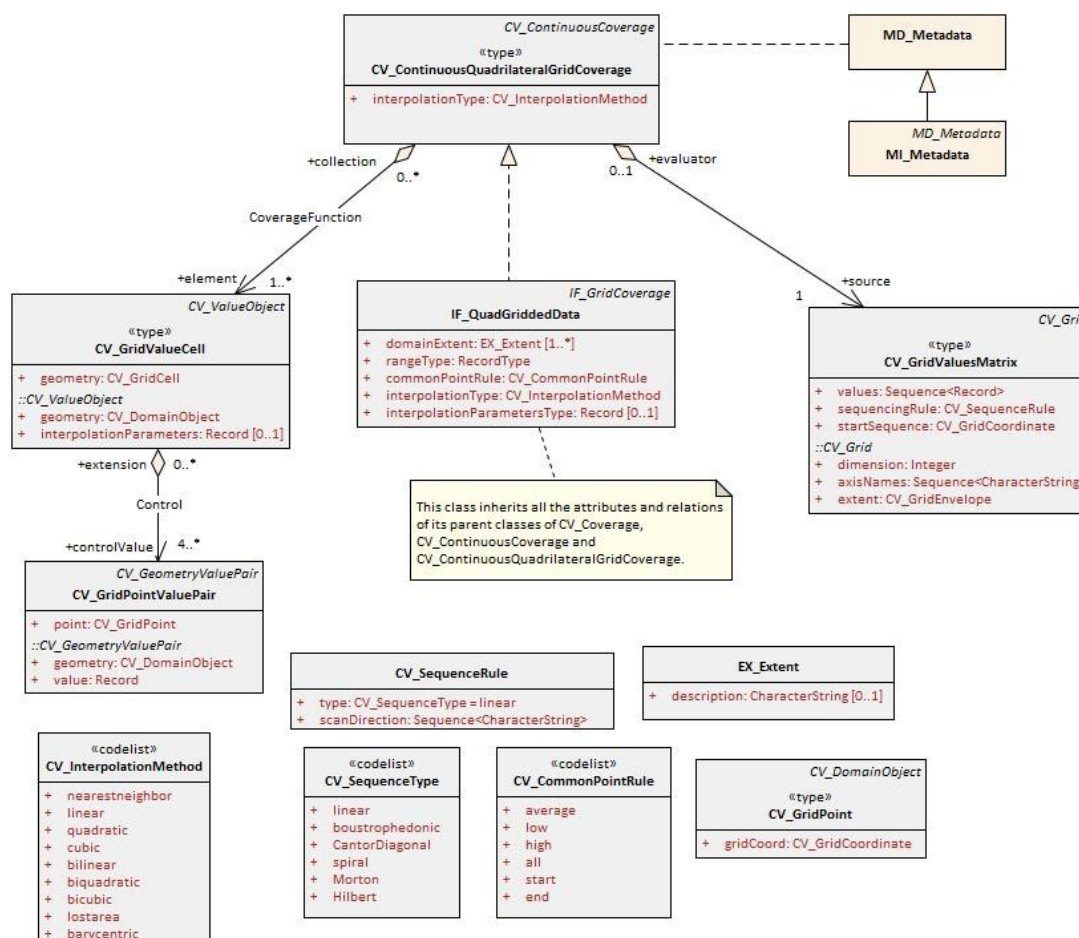 CV_ContinuousCoverage
«type»
CV_ContinuousQuadrilateralGridCoverage
+ interpolationType: CV_InterpolationMethod
MD_Metadata
MD_Metadata
MI_Metadata
+collection
0..*
+evaluator
0..1
CoverageFunction
+element
1..*
+source
1
CV_ValueObject
«type»
CV_GridValueCell
+ geometry: CV_GridCell
::CV_ValueObject
+ geometry: CV_DomainObject
+ interpolationParameters: Record [0..1]
IF_GridCoverage
IF_QuadGriddedData
+ domainExtent: EX_Extent [1..*]
+ rangeType: RecordType
+ commonPointRule: CV_CommonPointRule
+ interpolationType: CV_InterpolationMethod
+ interpolationParametersType: Record [0..1]
CV_Grid
«type»
CV_GridValuesMatrix
+ values: Sequence<Record>
+ sequencingRule: CV_SequenceRule
+ startSequence: CV_GridCoordinate
::CV_Grid
+ dimension: Integer
+ axisNames: Sequence<CharacterString
+ extent: CV_GridEnvelope
+extension
0..*
Control
+controlValue
4..*
This class inherits all the attributes and relations
of its parent classes of CV_Coverage,
CV_ContinuousCoverage and
CV_ContinuousQuadrilateralGridCoverage.
CV_GeometryValuePair
CV_GridPointValuePair
+ point: CV_GridPoint
::CV_GeometryValuePair
+ geometry: CV_DomainObject
+ value: Record
CV_SequenceRule
+ type: CV_SequenceType = linear
+ scanDirection: Sequence<CharacterString>
EX_Extent
+ description: CharacterString [0..1]
«codelist»
CV_InterpolationMethod
+ nearestneighbor
+ linear
+ quadratic
+ cubic
+ bilinear
+ biquadratic
+ bicubic
+ lostarea
+ barycentric
«codelist»
CV_SequenceType
+ linear
+ boustrophedonic
+ CantorDiagonal
+ spiral
+ Morton
+ Hilbert
«codelist»
CV_CommonPointRule
+ average
+ low
+ high
+ all
+ start
+ end
CV_DomainObject
«type»
CV_GridPoint
+ gridCoord: CV_GridCoordinate